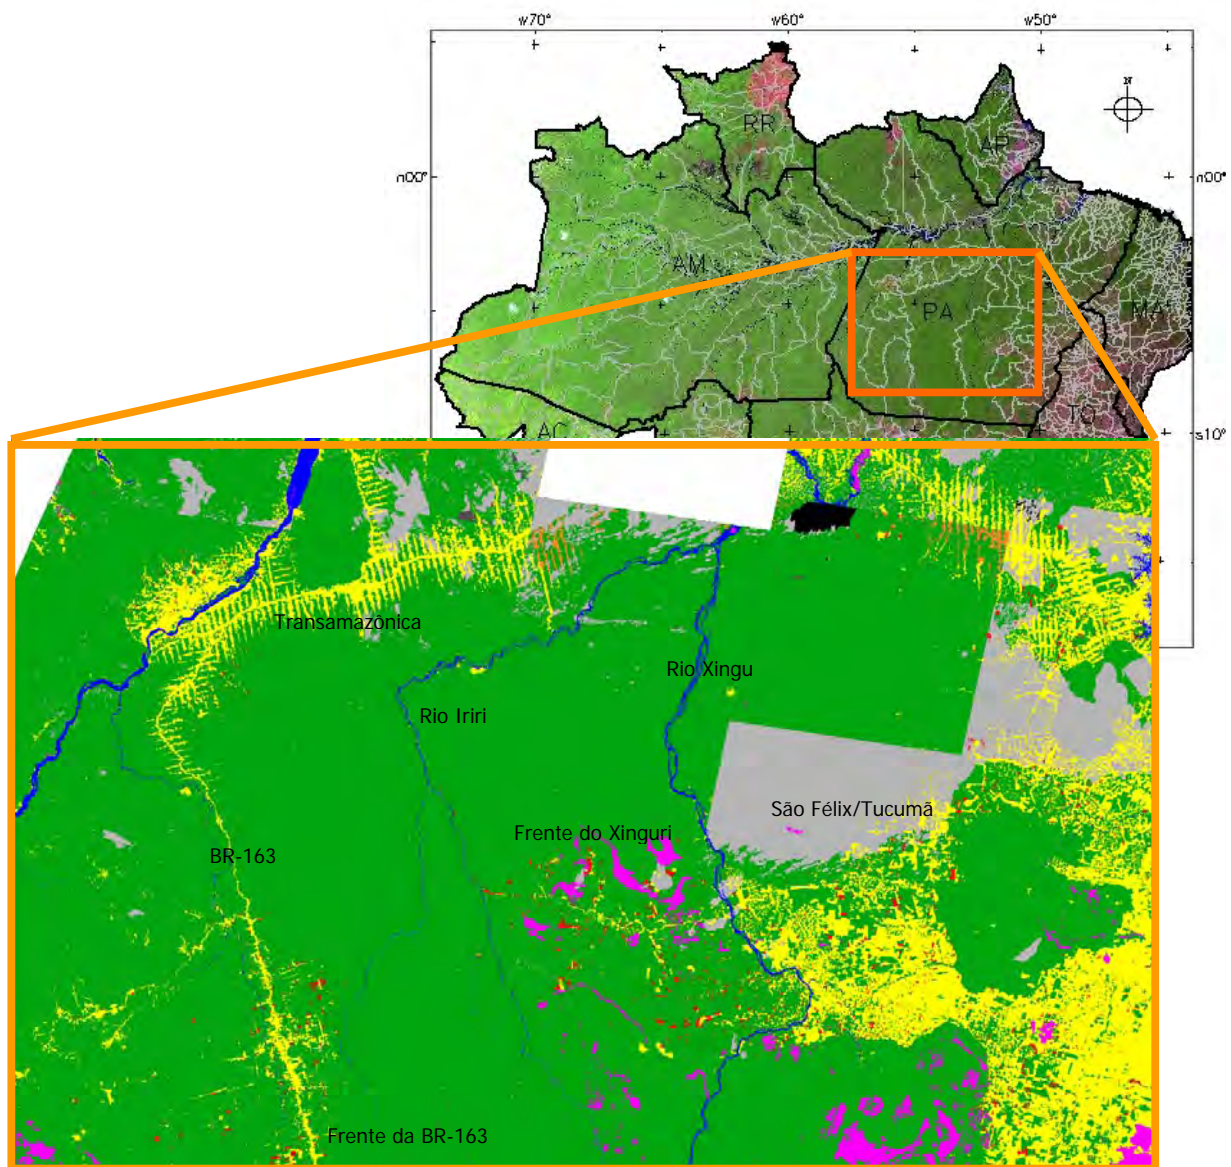 w70° w60° w50°
N
RR
AP
n00° n00°
AM
PA
MA
TO
AC
s10°
Transamazônica
Rio Xingu
Rio Iriri
São Félix/Tucumã
Frente do Xinguri
BR-163
Frente da BR-163